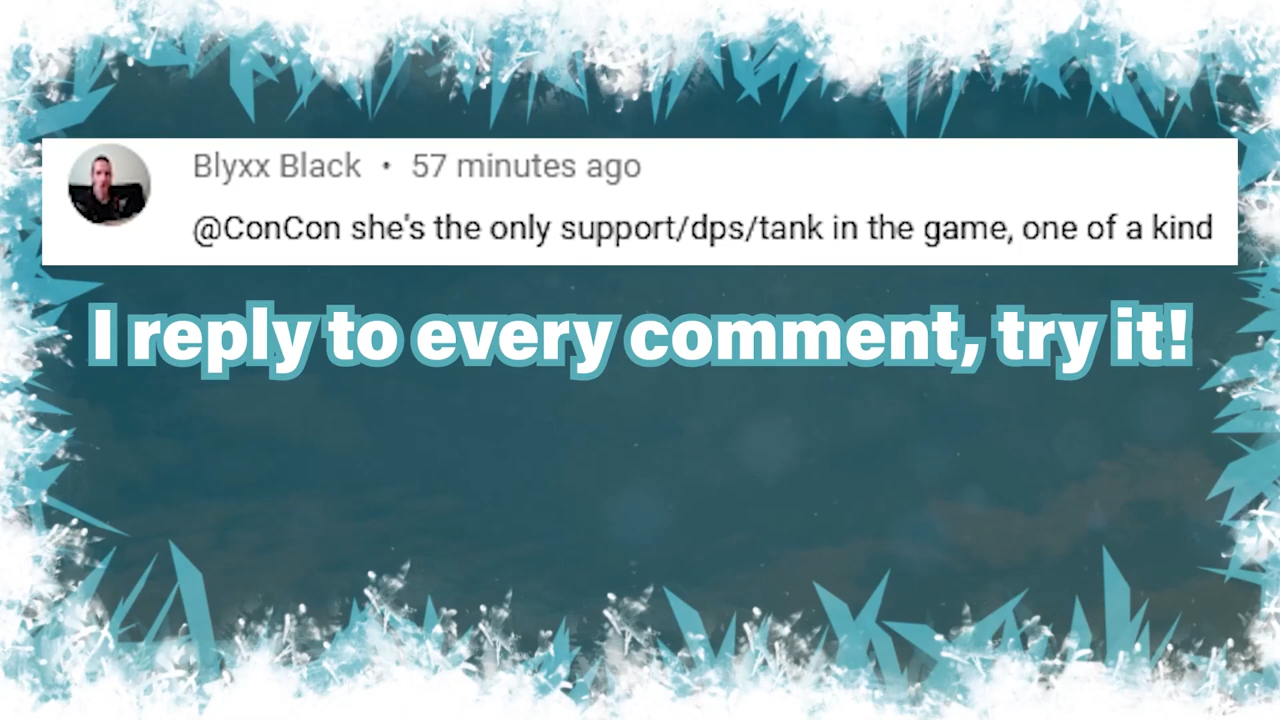 Blyxx Black • 57 minutes ago
@ConCon she's the only support/dps/tank in the game, one of a kind
I reply to every comment, try it!